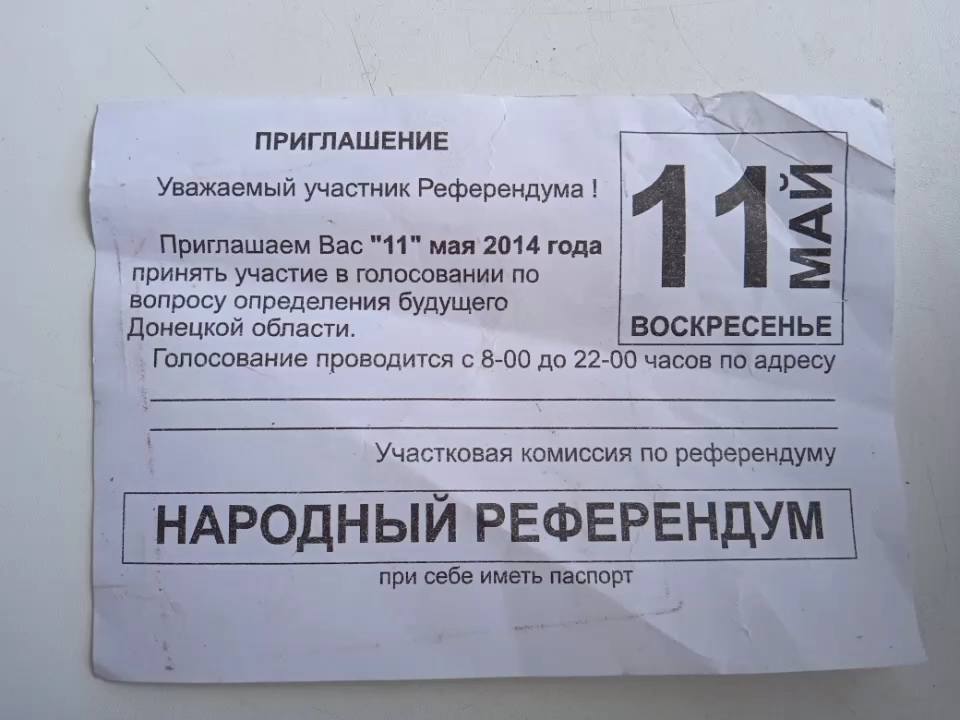 ПРИГЛАШЕНИЕ
Уважаемый участник Референдума !
Приглашаем Вас "11" мая 2014 года
принять участие в голосовании по
вопросу определения будущего
Донецкой области.
11 МАЙ
ВОСКРЕСЕНЬЕ
Голосование проводится с 8-00 до 22-00 часов по адресу
Участковая комиссия по референдуму
НАРОДНЫЙ РЕФЕРЕНДУМ
при себе иметь паспорт